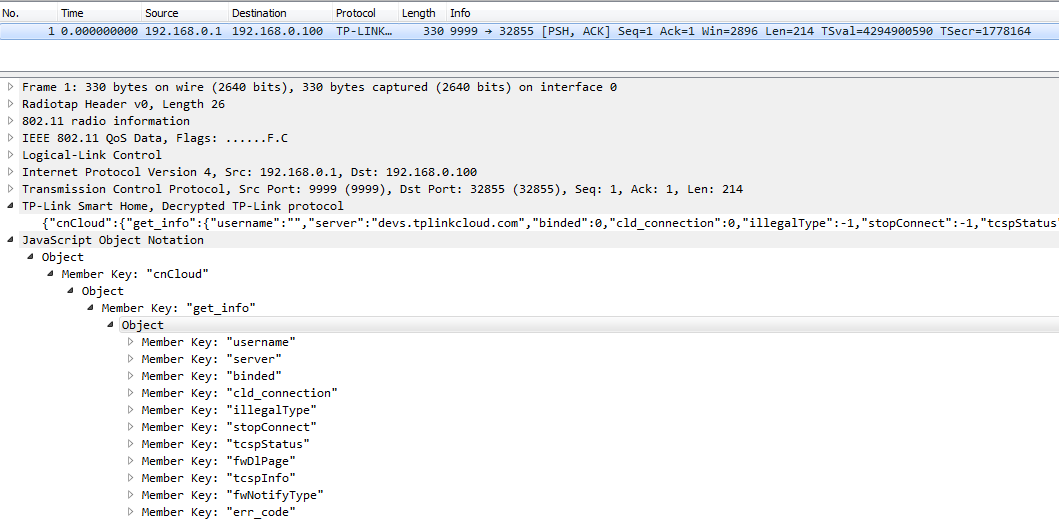 No. Time Source Destination Protocol Length Info
1 0.000000000 192.168.0.1 192.168.0.100 TP-LINK… 330 9999 → 32855 [PSH, ACK] Seq=1 Ack=1 Win=2896 Len=214 TSval=4294900590 TSecr=1778164
Frame 1: 330 bytes on wire (2640 bits), 330 bytes captured (2640 bits) on interface 0
Radiotap Header v0, Length 26
802.11 radio information
IEEE 802.11 QoS Data, Flags: ......F.C
Logical-Link Control
Internet Protocol Version 4, Src: 192.168.0.1, Dst: 192.168.0.100
Transmission Control Protocol, Src Port: 9999 (9999), Dst Port: 32855 (32855), Seq: 1, Ack: 1, Len: 214
TP-Link Smart Home, Decrypted TP-Link protocol
{"cnCloud":{"get_info":{"username":"","server":"devs.tplinkcloud.com","binded":0,"cld_connection":0,"illegalType":-1,"stopConnect":-1,"tcspStatus"
JavaScript Object Notation
Object
Member Key: "cnCloud"
Object
Member Key: "get_info"
Object
Member Key: "username"
Member Key: "server"
Member Key: "binded"
Member Key: "cld_connection"
Member Key: "illegalType"
Member Key: "stopConnect"
Member Key: "tcspStatus"
Member Key: "fwDlPage"
Member Key: "tcspInfo"
Member Key: "fwNotifyType"
Member Key: "err_code"